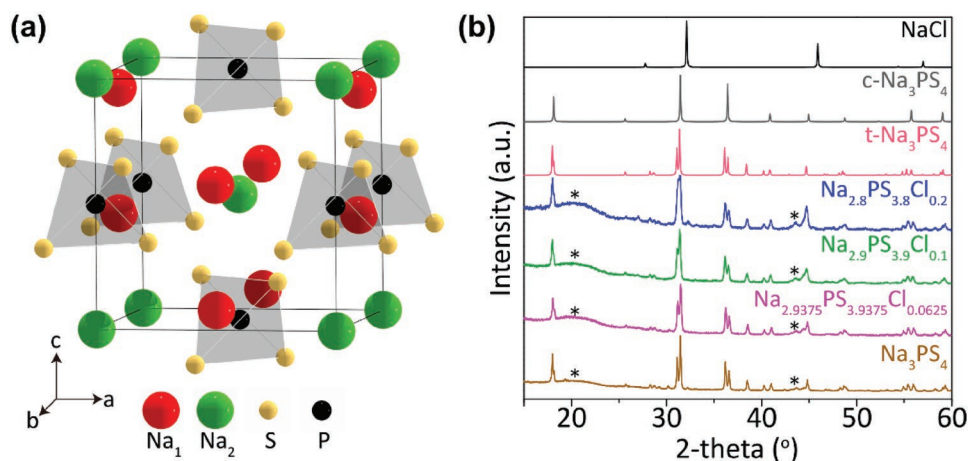 (a)
c
b
a
Na₁ Na₂ S P
(b)
Intensity (a.u.)
NaCl
c-Na₃PS₄
t-Na₃PS₄
Na₂.₈PS₃.₈Cl₀.₂
*
*
Na₂.₉PS₃.₉Cl₀.₁
*
*
Na₂.₉₃₇₅PS₃.₉₃₇₅Cl₀.₀₆₂₅
*
*
Na₃PS₄
*
*
20 30 40 50 60
2-theta (°)